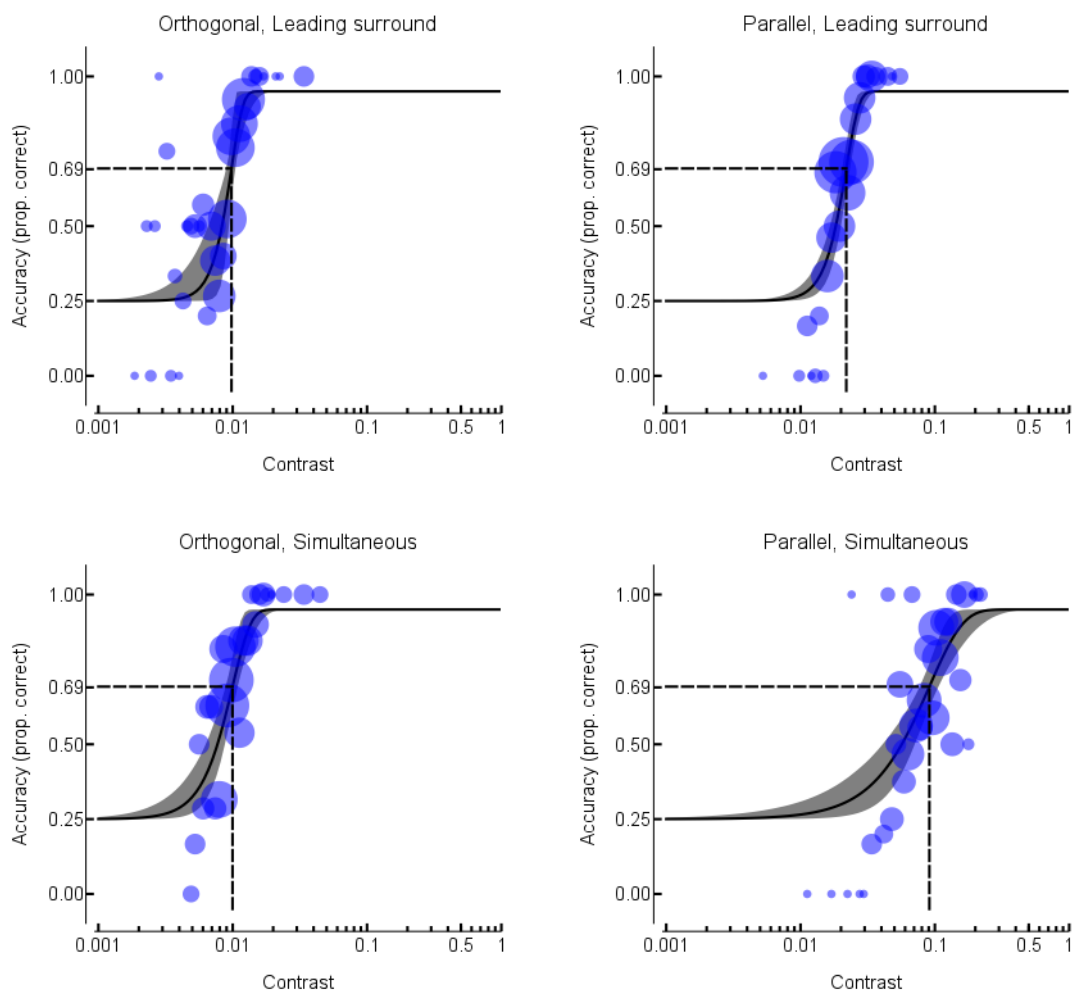 Orthogonal, Leading surround
Accuracy (prop. correct)
1.00
0.69
0.50
0.25
0.00
0.001 0.01 0.1 0.5 1
Contrast
Parallel, Leading surround
Accuracy (prop. correct)
1.00
0.69
0.50
0.25
0.00
0.001 0.01 0.1 0.5 1
Contrast
Orthogonal, Simultaneous
Accuracy (prop. correct)
1.00
0.69
0.50
0.25
0.00
0.001 0.01 0.1 0.5 1
Contrast
Parallel, Simultaneous
Accuracy (prop. correct)
1.00
0.69
0.50
0.25
0.00
0.001 0.01 0.1 0.5 1
Contrast